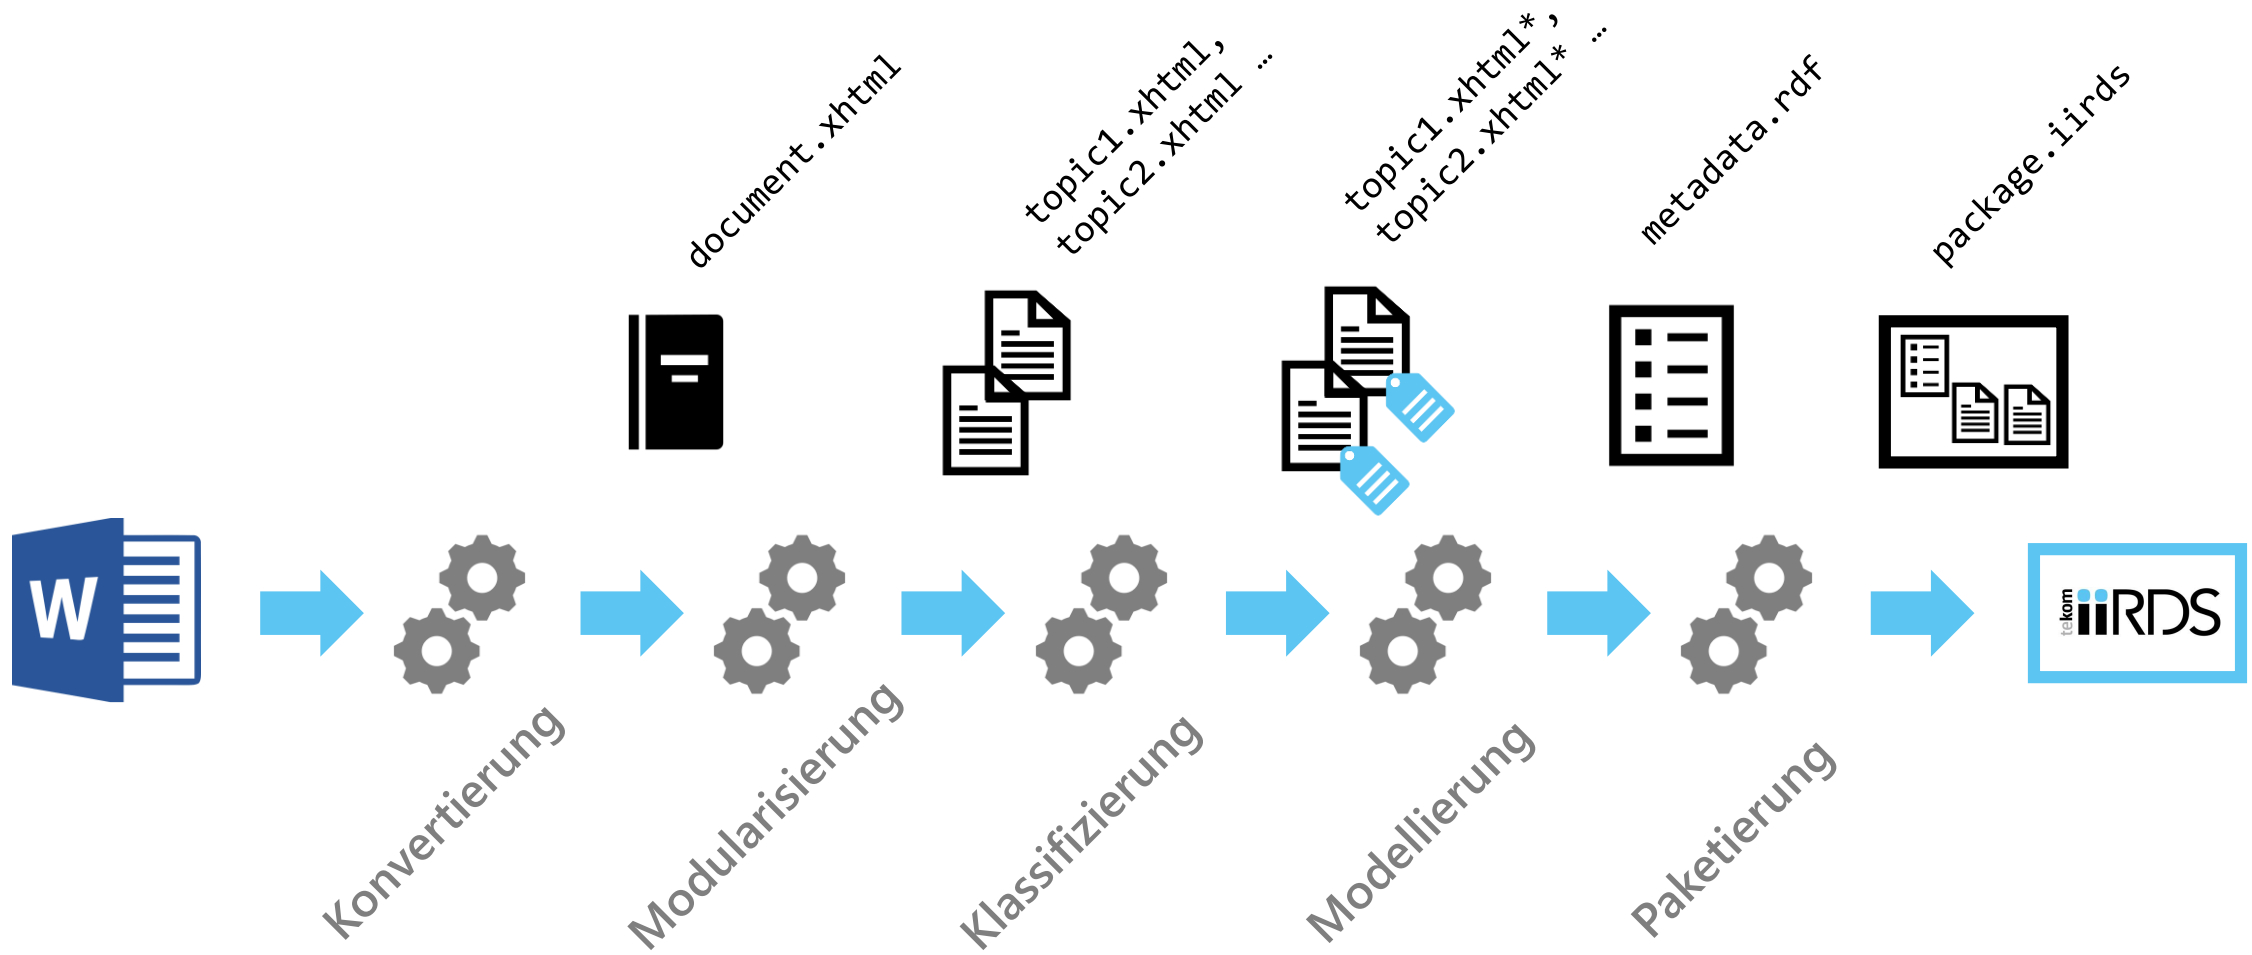 document.xhtml
topic1.xhtml,
topic2.xhtml …
topic1.xhtml*,
topic2.xhtml* …
metadata.rdf
package.iirds
W
tekom
iiRDS
Konvertierung
Modularisierung
Klassifizierung
Modellierung
Paketierung